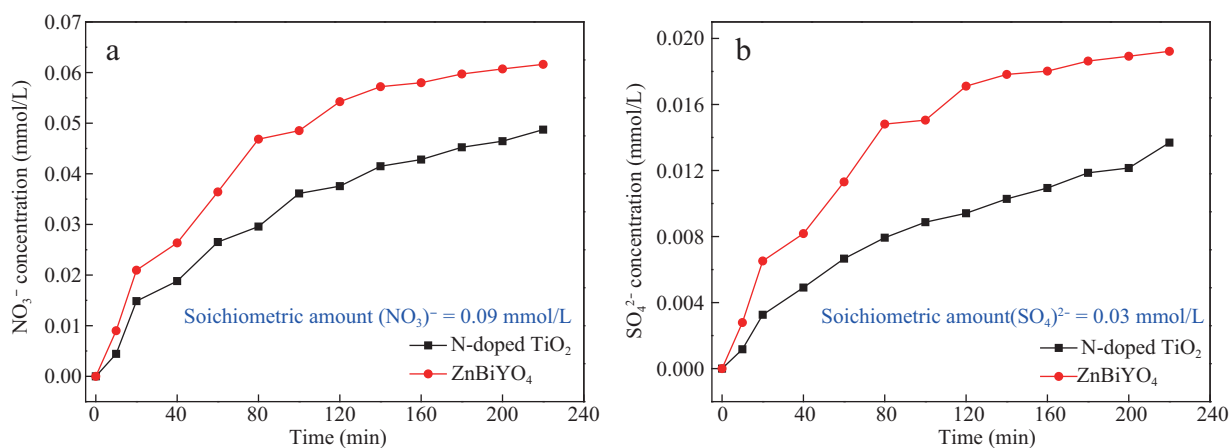 a
0.07
0.06
0.05
0.04
0.03
0.02
0.01
0.00
NO₃⁻ concentration (mmol/L)
Soichiometric amount (NO₃)⁻ = 0.09 mmol/L
N-doped TiO₂
ZnBiYO₄
0 40 80 120 160 200 240
Time (min)
b
0.020
0.016
0.012
0.008
0.004
0.000
SO₄²⁻ concentration (mmol/L)
Soichiometric amount(SO₄)²⁻ = 0.03 mmol/L
N-doped TiO₂
ZnBiYO₄
0 40 80 120 160 200 240
Time (min)